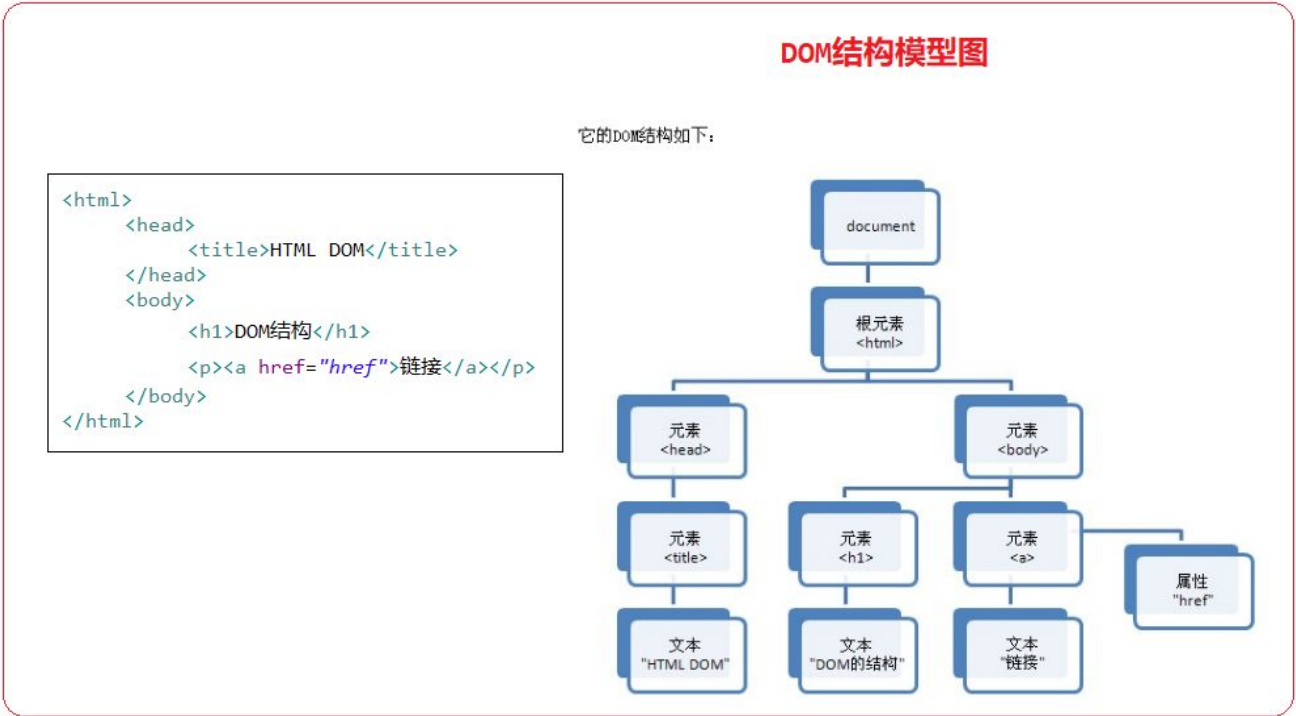 DOM结构模型图
它的DOM结构如下：
<html>
<head>
<title>HTML DOM</title>
</head>
<body>
<h1>DOM结构</h1>
<p><a href="href">链接</a></p>
</body>
</html>
document
根元素
<html>
元素
<head>
元素
<body>
元素
<title>
元素
<h1>
元素
<a>
属性
"href"
文本
"HTML DOM"
文本
"DOM的结构"
文本
"链接"